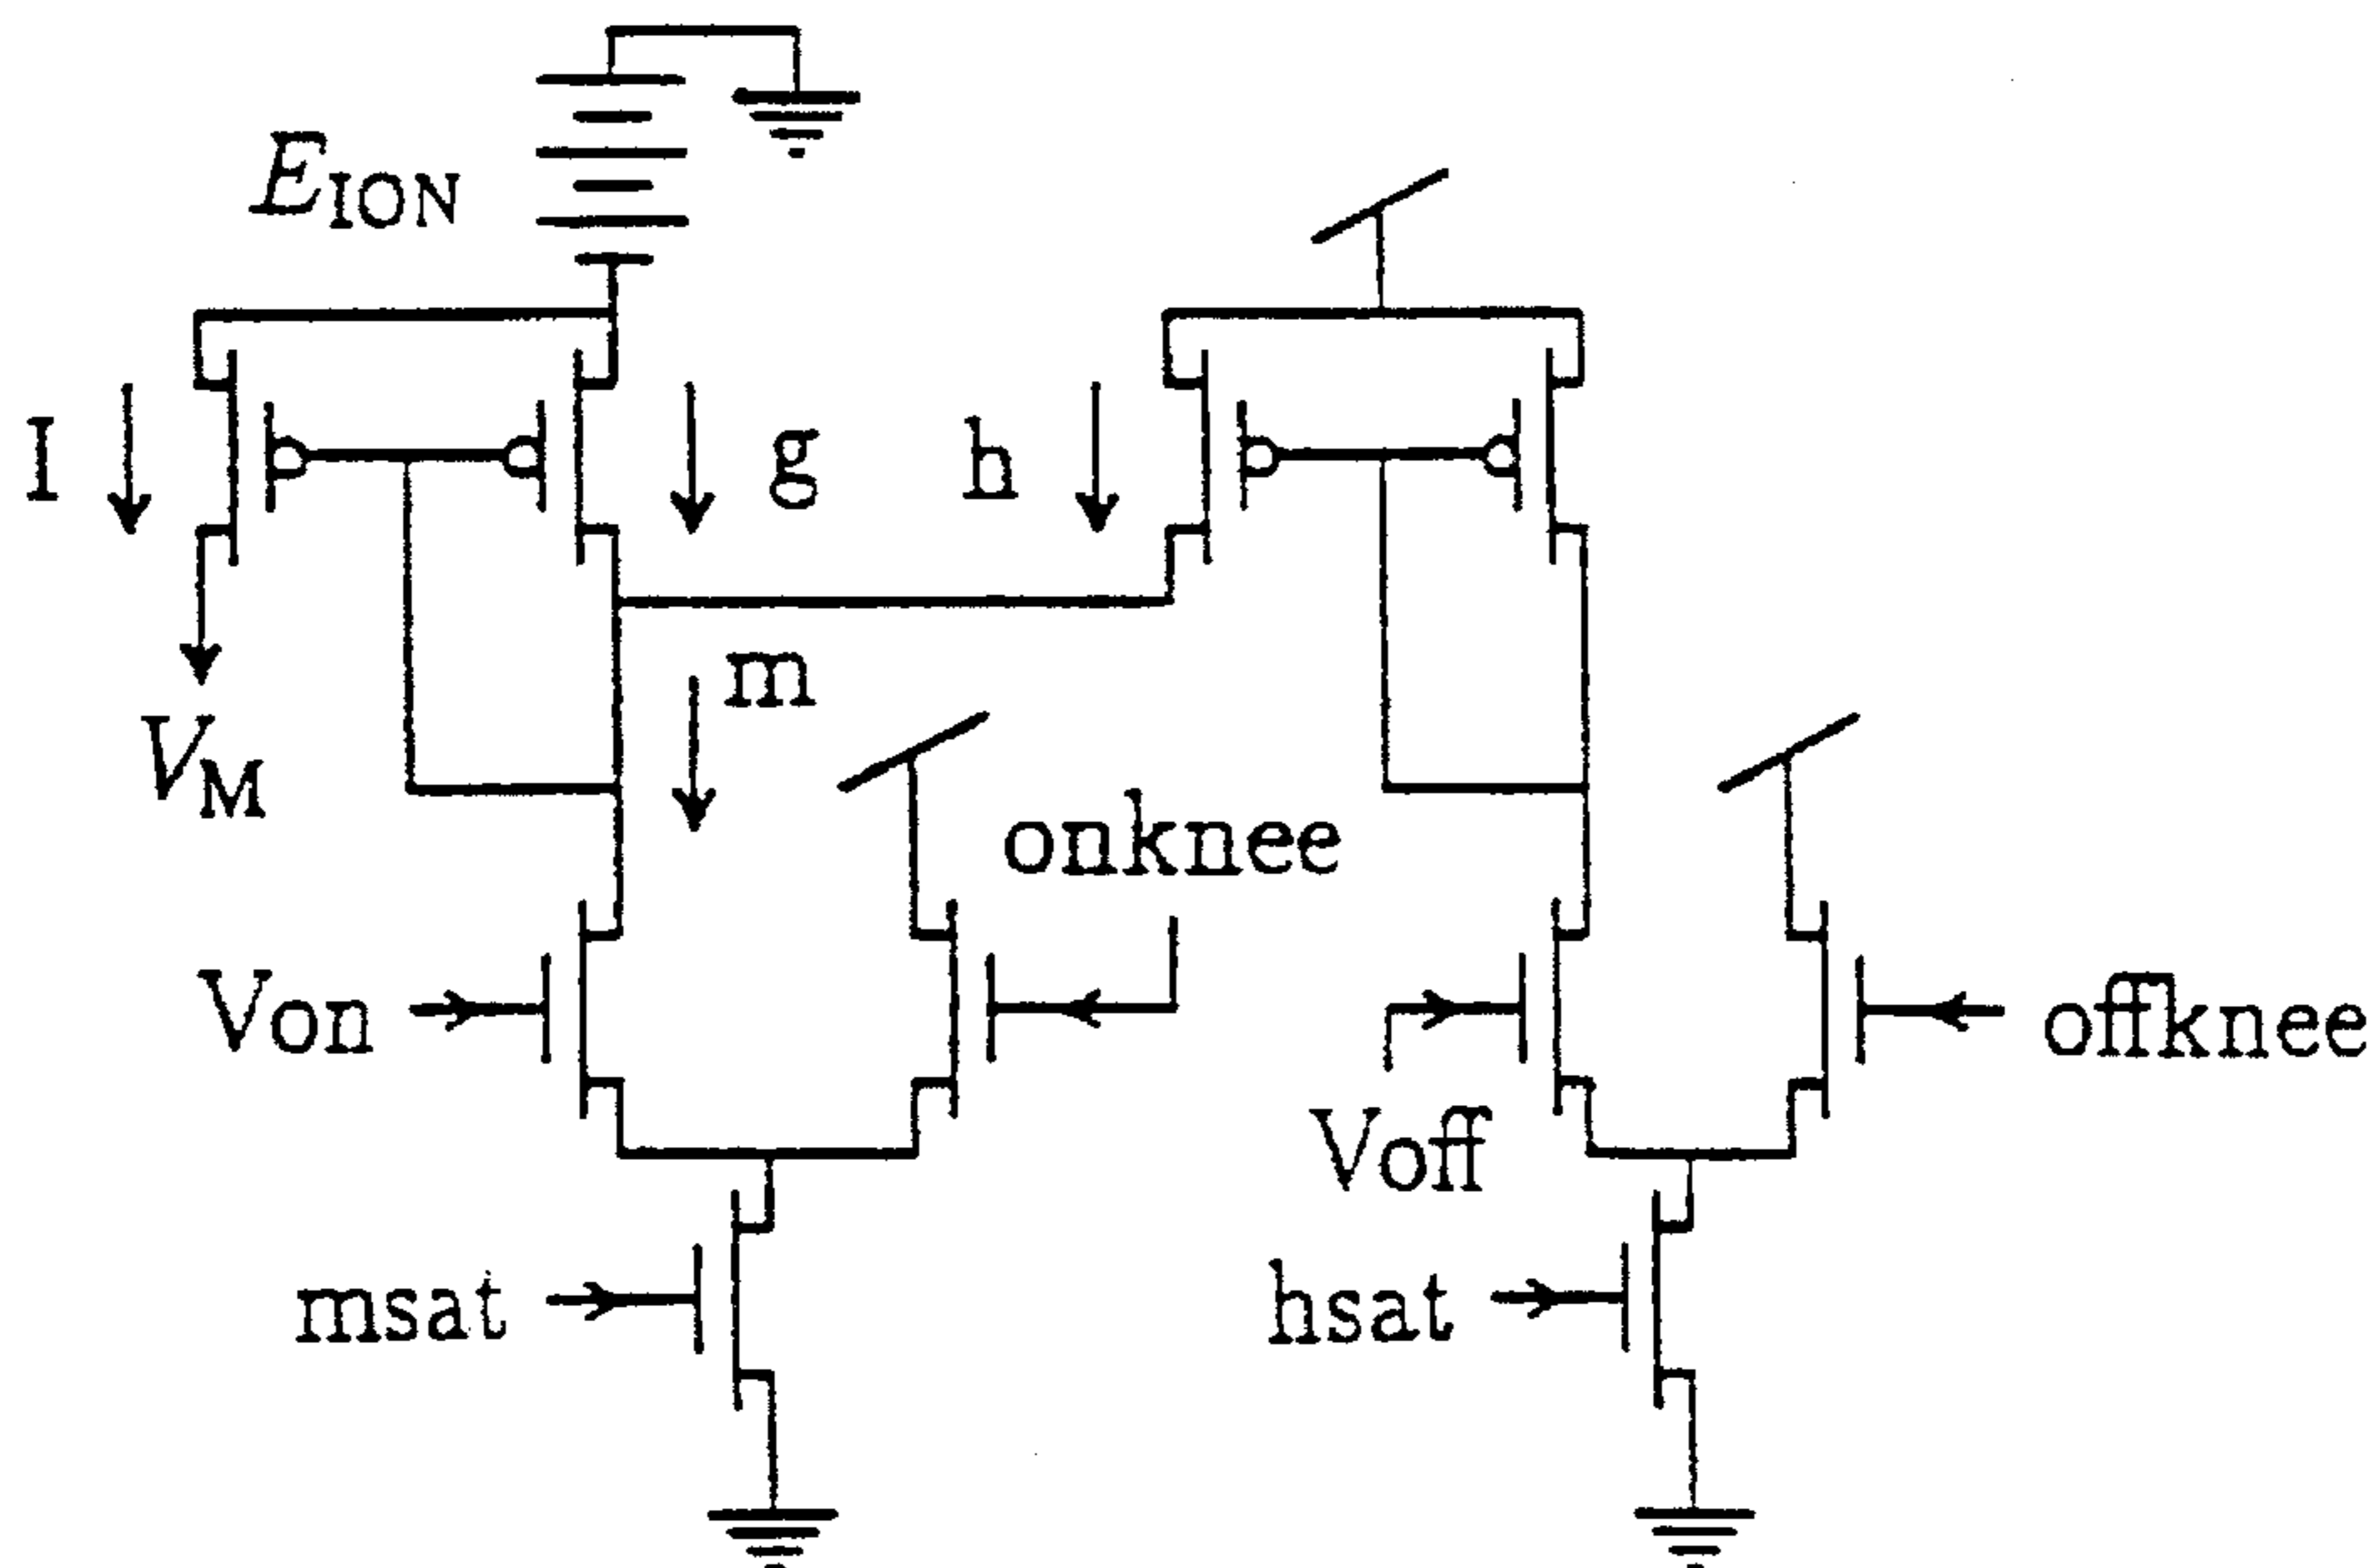 E_ION
I
g
h
m
V_M
onknee
Von
offknee
Voff
msat
hsat